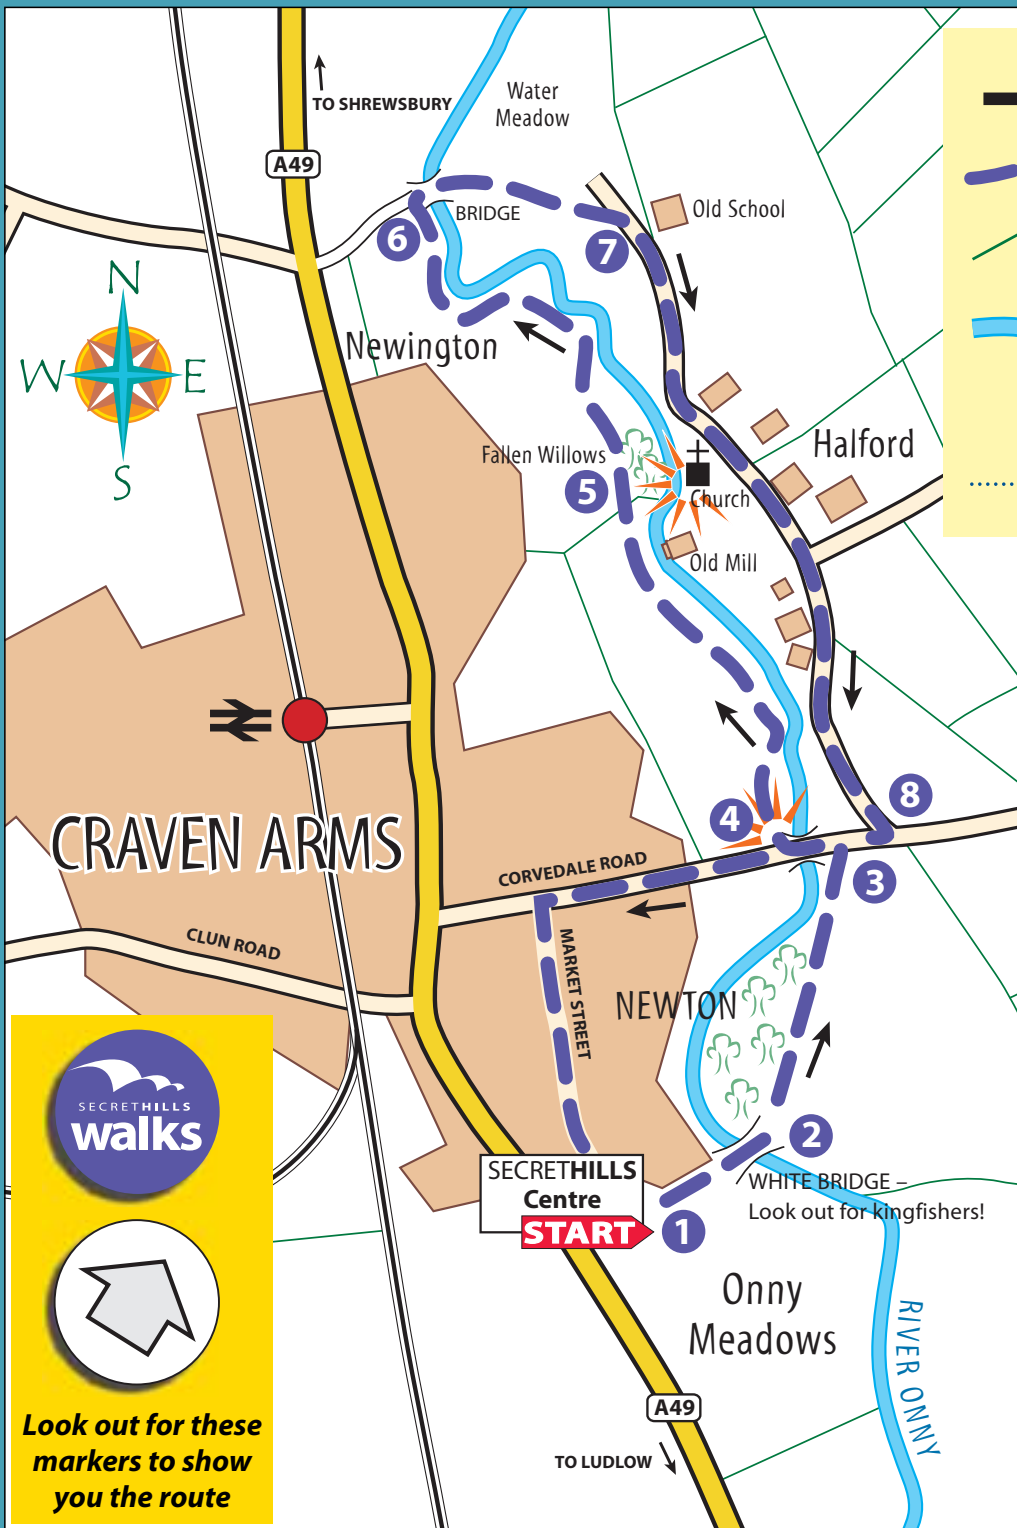 Water
Meadow
TO SHREWSBURY
A49
BRIDGE
Old School
6
7
N
W
E
S
Newington
Halford
Fallen Willows
5
Church
Old Mill
8
4
CRAVEN ARMS
CORVEDALE ROAD
3
CLUN ROAD
MARKET STREET
NEWTON
SECRETHILLS
walks
2
SECRETHILLS
Centre
START
1
WHITE BRIDGE –
Look out for kingfishers!
Onny
Meadows
RIVER ONNY
A49
TO LUDLOW
Look out for these
markers to show
you the route